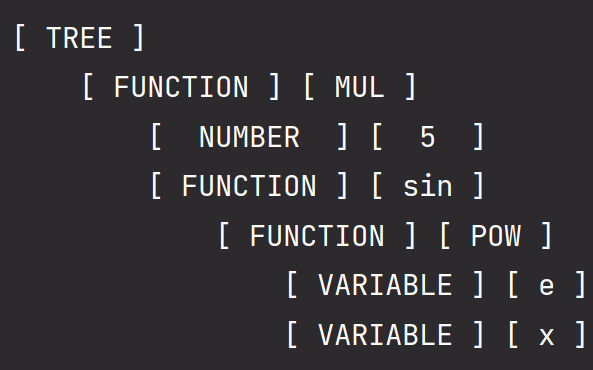 [ TREE ]
[ FUNCTION ] [ MUL ]
[ NUMBER ] [ 5 ]
[ FUNCTION ] [ sin ]
[ FUNCTION ] [ POW ]
[ VARIABLE ] [ e ]
[ VARIABLE ] [ x ]